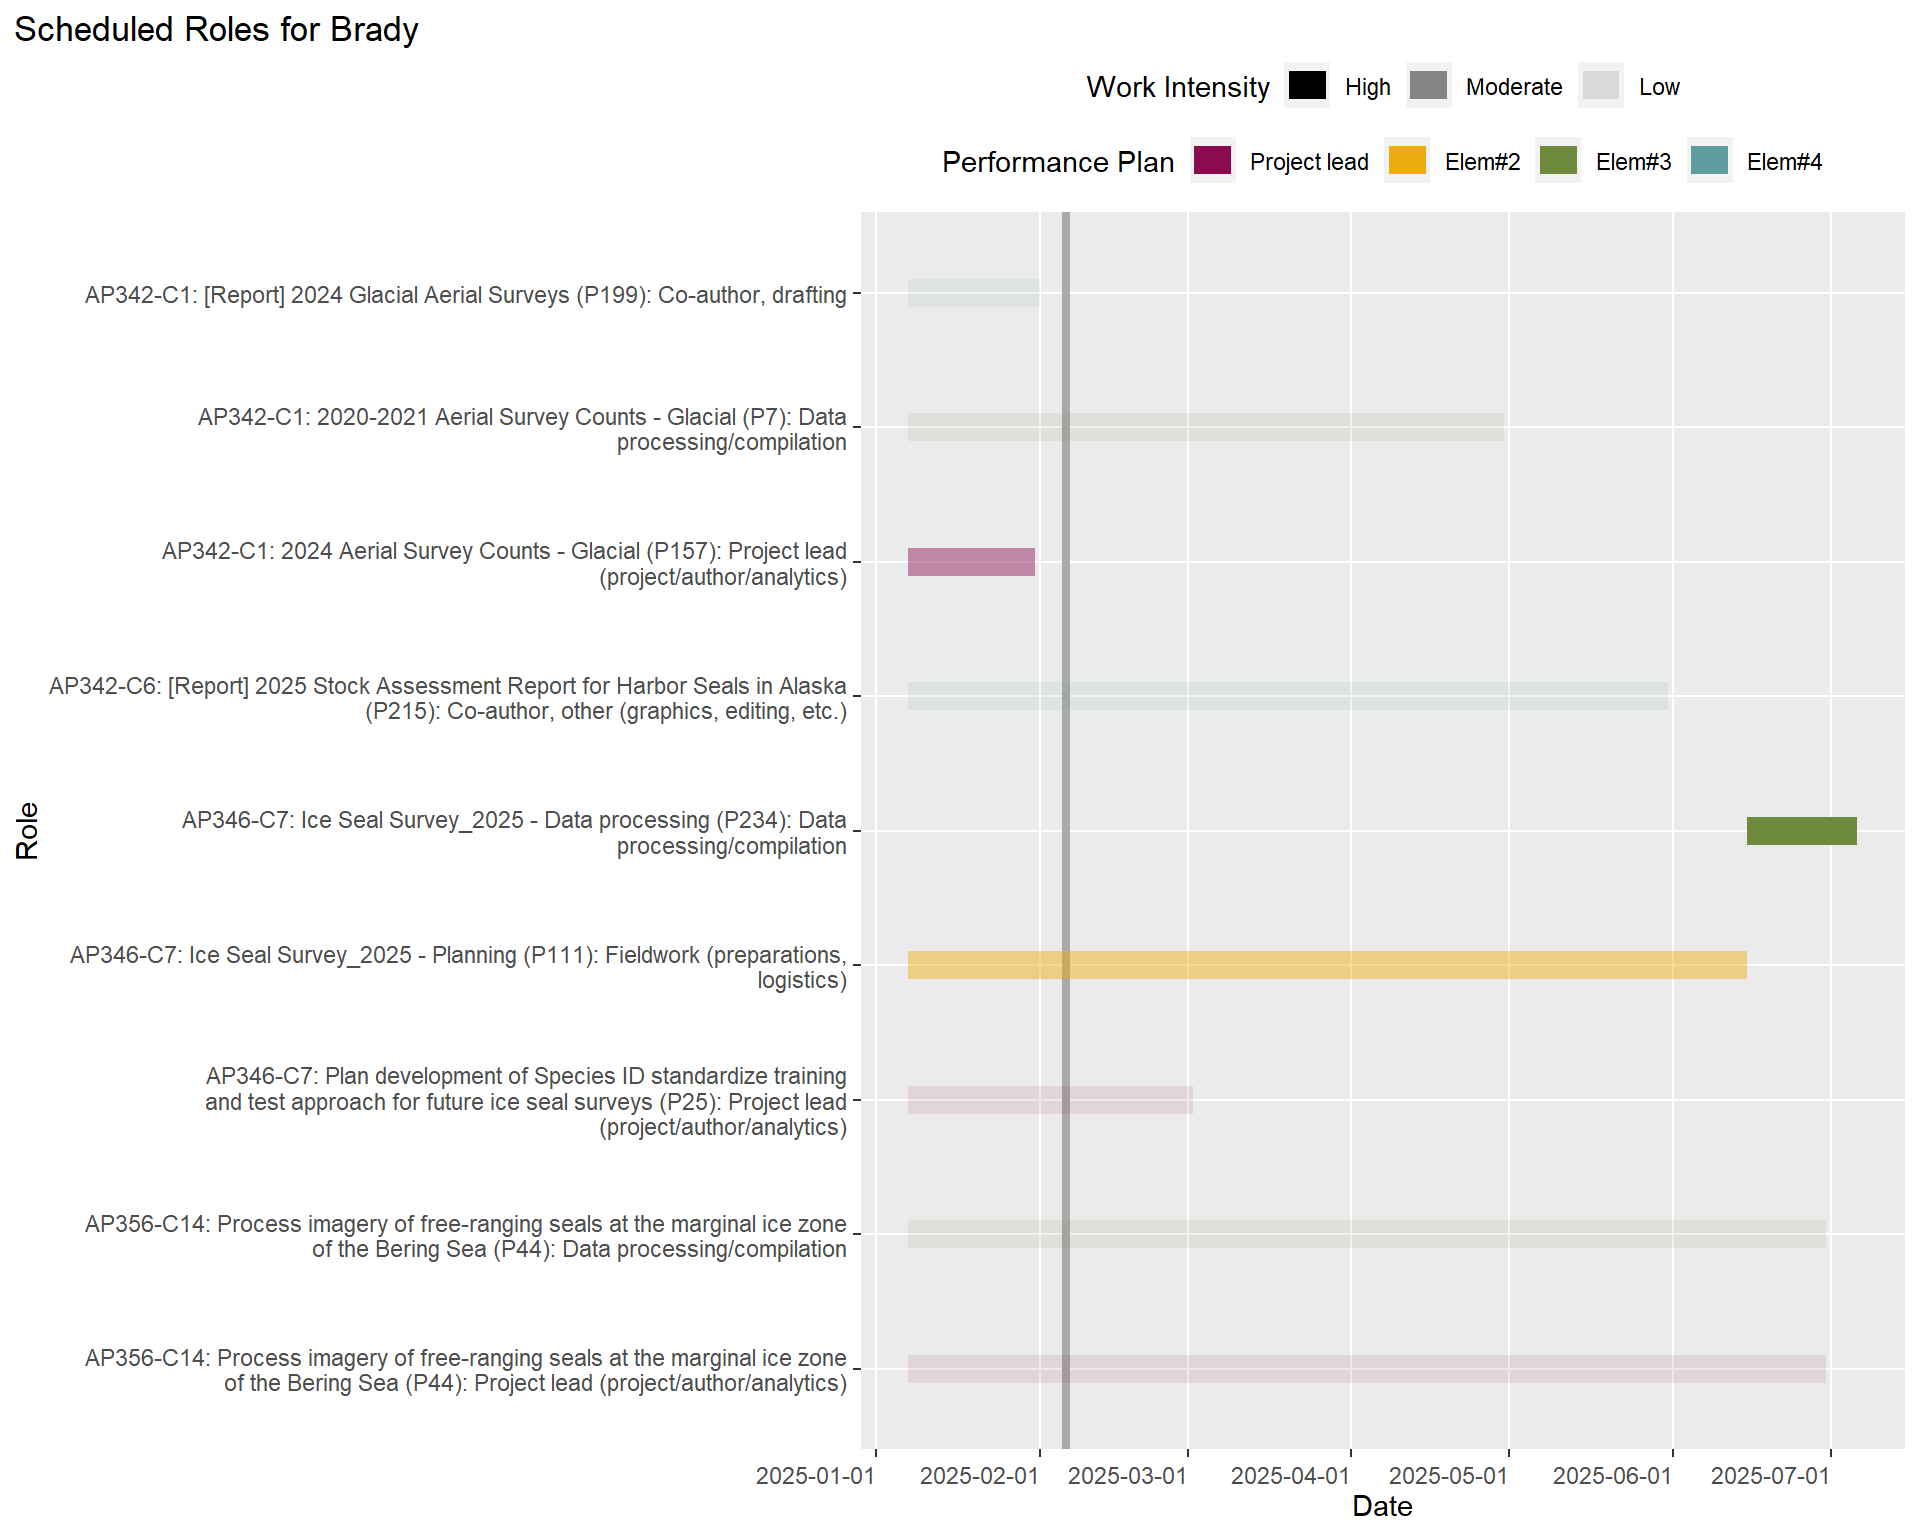 Scheduled Roles for Brady
Work Intensity High Moderate Low
Performance Plan Project lead Elem#2 Elem#3 Elem#4
AP342-C1: [Report] 2024 Glacial Aerial Surveys (P199): Co-author, drafting
AP342-C1: 2020-2021 Aerial Survey Counts - Glacial (P7): Data
processing/compilation
AP342-C1: 2024 Aerial Survey Counts - Glacial (P157): Project lead
(project/author/analytics)
AP342-C6: [Report] 2025 Stock Assessment Report for Harbor Seals in Alaska
(P215): Co-author, other (graphics, editing, etc.)
Role
AP346-C7: Ice Seal Survey_2025 - Data processing (P234): Data
processing/compilation
AP346-C7: Ice Seal Survey_2025 - Planning (P111): Fieldwork (preparations,
logistics)
AP346-C7: Plan development of Species ID standardize training
and test approach for future ice seal surveys (P25): Project lead
(project/author/analytics)
AP356-C14: Process imagery of free-ranging seals at the marginal ice zone
of the Bering Sea (P44): Data processing/compilation
AP356-C14: Process imagery of free-ranging seals at the marginal ice zone
of the Bering Sea (P44): Project lead (project/author/analytics)
2025-01-01 2025-02-01 2025-03-01 2025-04-01 2025-05-01 2025-06-01 2025-07-01
Date